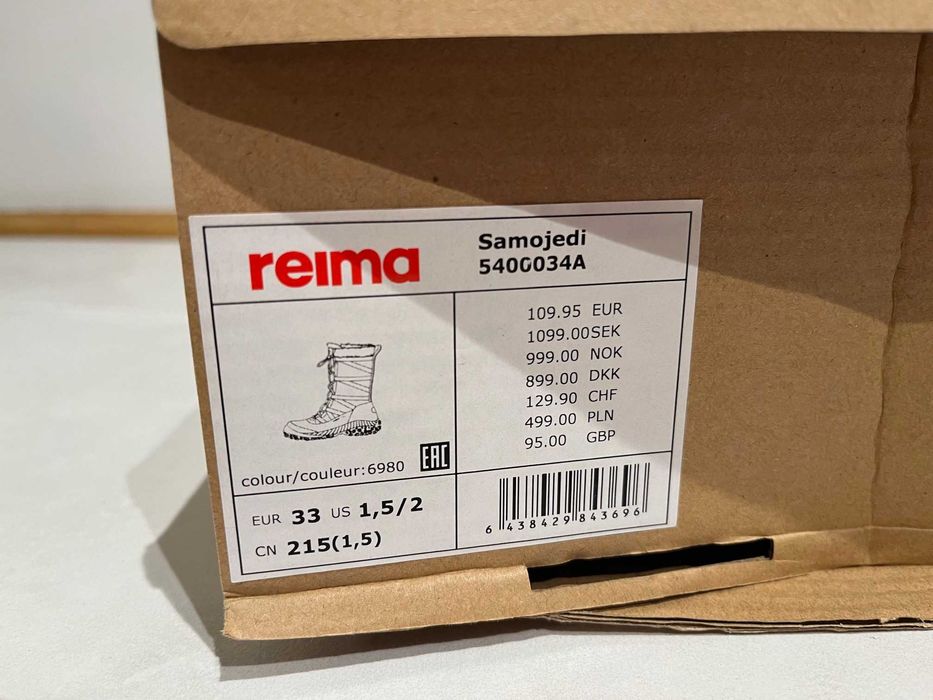 reima
Samojedi
5400034A
109.95 EUR
1099.00SEK
999.00 NOK
899.00 DKK
129.90 CHF
499.00 PLN
95.00 GBP
colour/couleur:6980
EAC
EUR 33 US 1,5/2
CN 215(1,5)
6 438429 843696